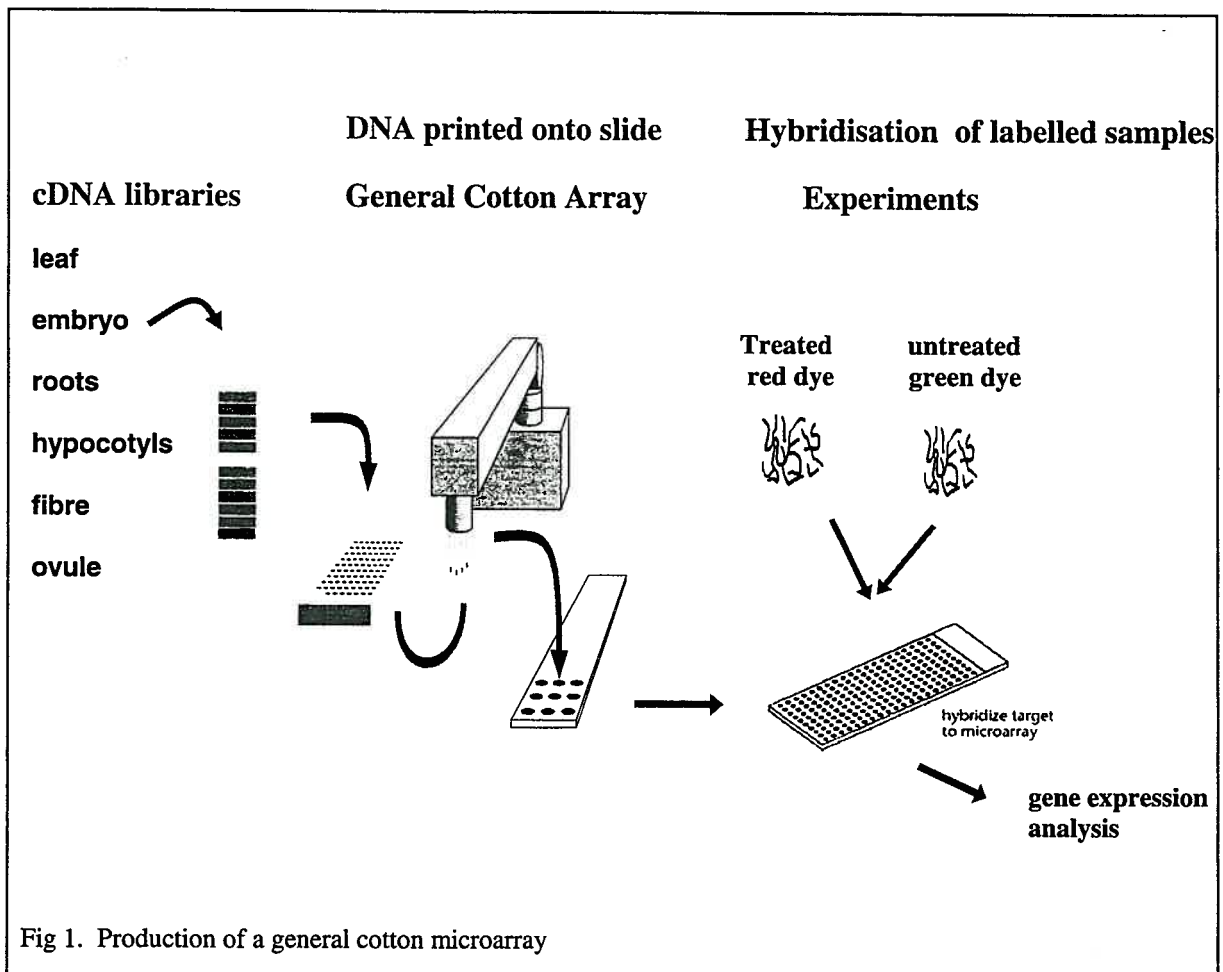 DNA printed onto slide
General Cotton Array
Hybridisation of labelled samples
Experiments
cDNA libraries
leaf
embryo
roots
hypocotyls
fibre
ovule
Treated
red dye
untreated
green dye
hybridize target
to microarray
gene expression
analysis
Fig 1. Production of a general cotton microarray